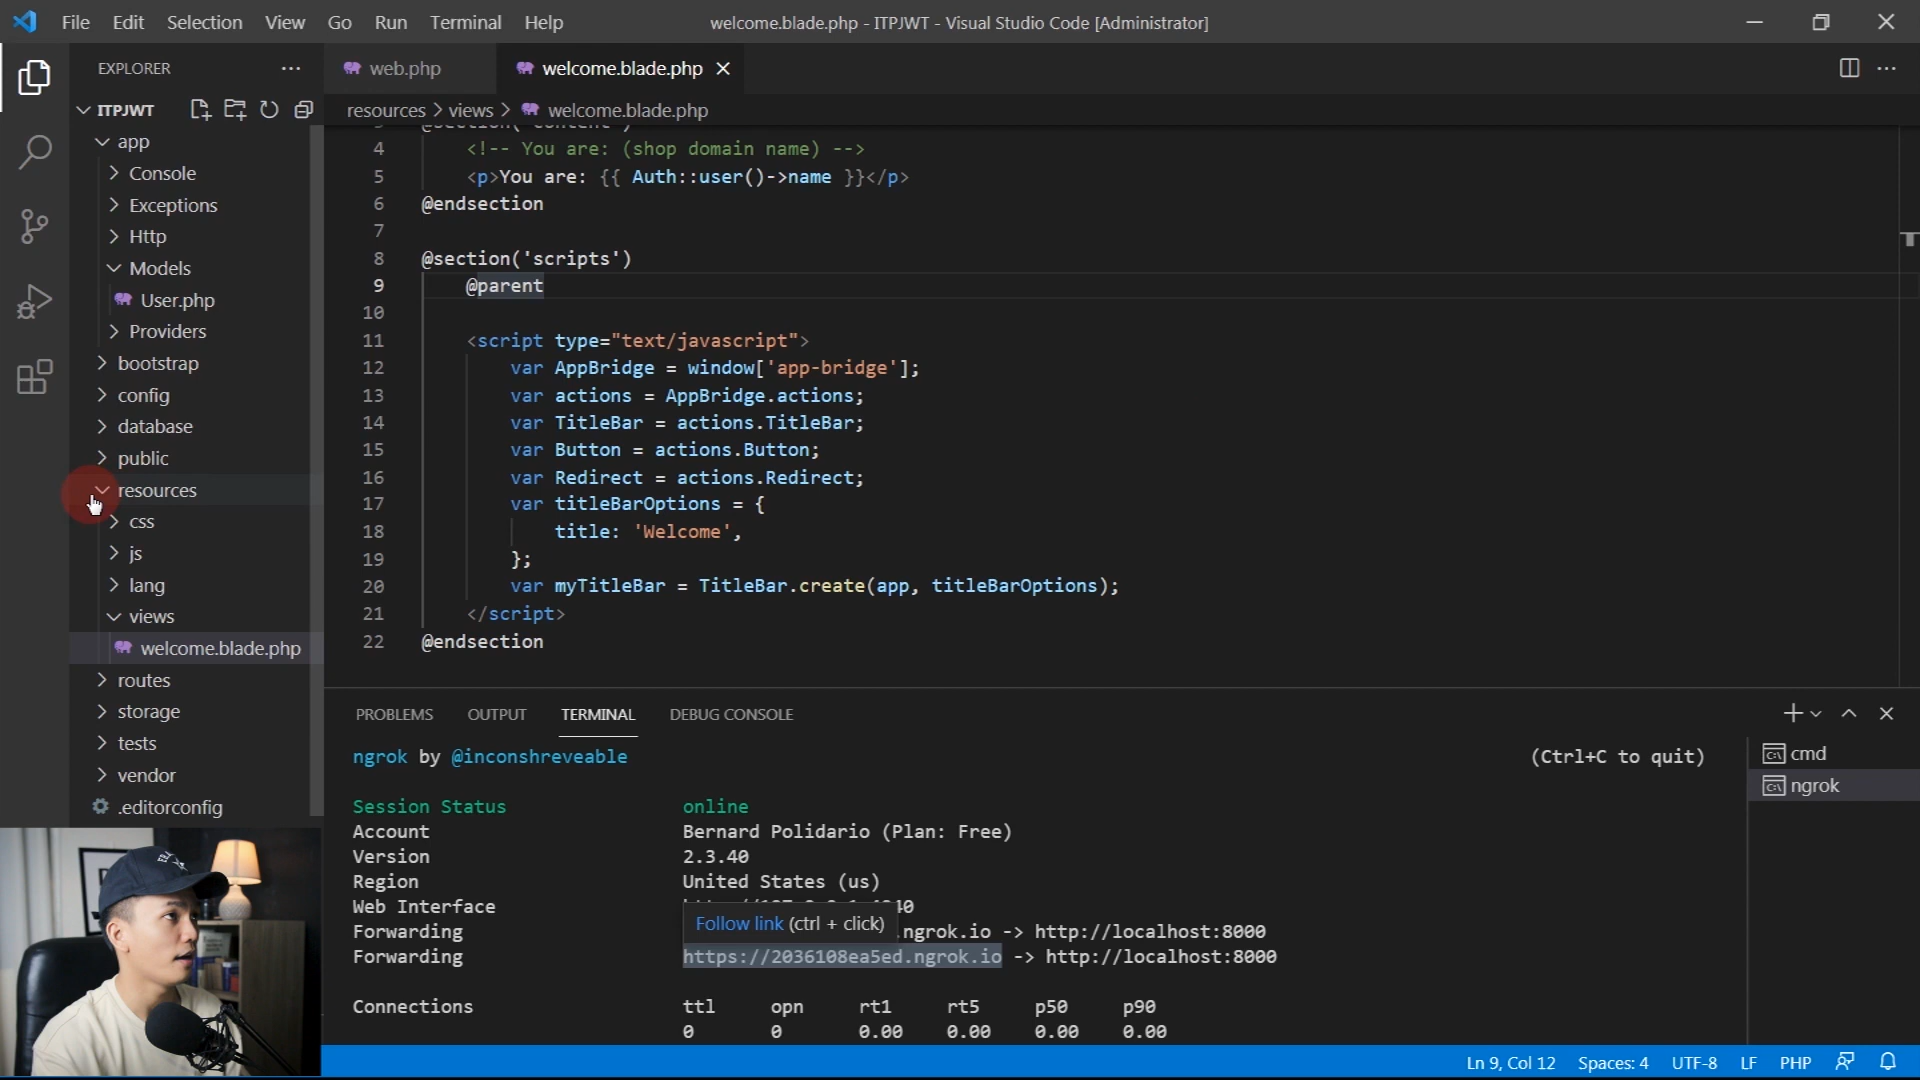 File Edit Selection View Go Run Terminal Help
welcome.blade.php - ITPJWT - Visual Studio Code [Administrator]
EXPLORER
ITPJWT
app
Console
Exceptions
Http
Models
User.php
Providers
bootstrap
config
database
public
resources
css
js
lang
views
welcome.blade.php
routes
storage
tests
vendor
.editorconfig
web.php
welcome.blade.php
resources > views > welcome.blade.php
4 <!-- You are: (shop domain name) -->
5 <p>You are: {{ Auth::user()->name }}</p>
6 @endsection
7
8 @section('scripts')
9 @parent
10
11 <script type="text/javascript">
12 var AppBridge = window['app-bridge'];
13 var actions = AppBridge.actions;
14 var TitleBar = actions.TitleBar;
15 var Button = actions.Button;
16 var Redirect = actions.Redirect;
17 var titleBarOptions = {
18 title: 'Welcome',
19 };
20 var myTitleBar = TitleBar.create(app, titleBarOptions);
21 </script>
22 @endsection
PROBLEMS OUTPUT TERMINAL DEBUG CONSOLE
ngrok by @inconshreveable (Ctrl+C to quit)
Session Status online
Account Bernard Polidario (Plan: Free)
Version 2.3.40
Region United States (us)
Web Interface
Follow link (ctrl + click)
Forwarding .ngrok.io -> http://localhost:8000
Forwarding https://2036108ea5ed.ngrok.io -> http://localhost:8000
Connections ttl opn rt1 rt5 p50 p90
0 0 0.00 0.00 0.00 0.00
cmd
ngrok
Ln 9, Col 12 Spaces: 4 UTF-8 LF PHP